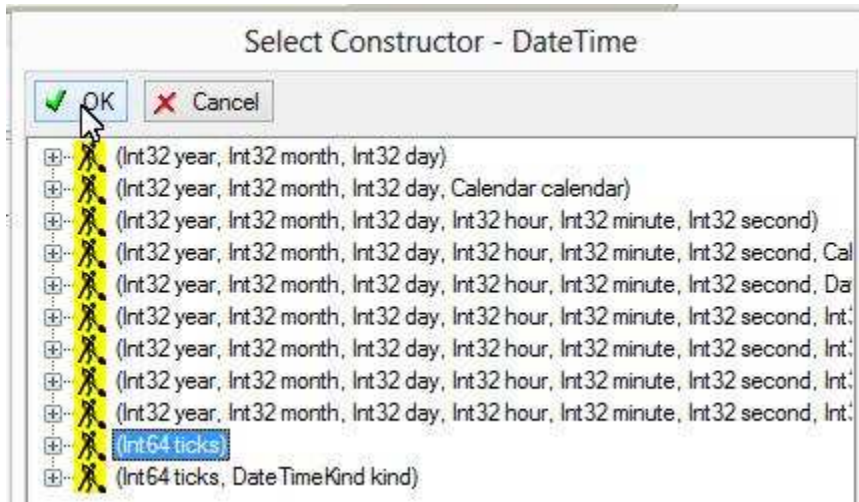 Select Constructor - DateTime
OK Cancel
(Int32 year, Int32 month, Int32 day)
(Int32 year, Int32 month, Int32 day, Calendar calendar)
(Int32 year, Int32 month, Int32 day, Int32 hour, Int32 minute, Int32 second)
(Int32 year, Int32 month, Int32 day, Int32 hour, Int32 minute, Int32 second, Cal
(Int32 year, Int32 month, Int32 day, Int32 hour, Int32 minute, Int32 second, Da
(Int32 year, Int32 month, Int32 day, Int32 hour, Int32 minute, Int32 second, Int
(Int32 year, Int32 month, Int32 day, Int32 hour, Int32 minute, Int32 second, Int
(Int32 year, Int32 month, Int32 day, Int32 hour, Int32 minute, Int32 second, Int
(Int32 year, Int32 month, Int32 day, Int32 hour, Int32 minute, Int32 second, Int
(Int64 ticks)
(Int64 ticks, DateTimeKind kind)